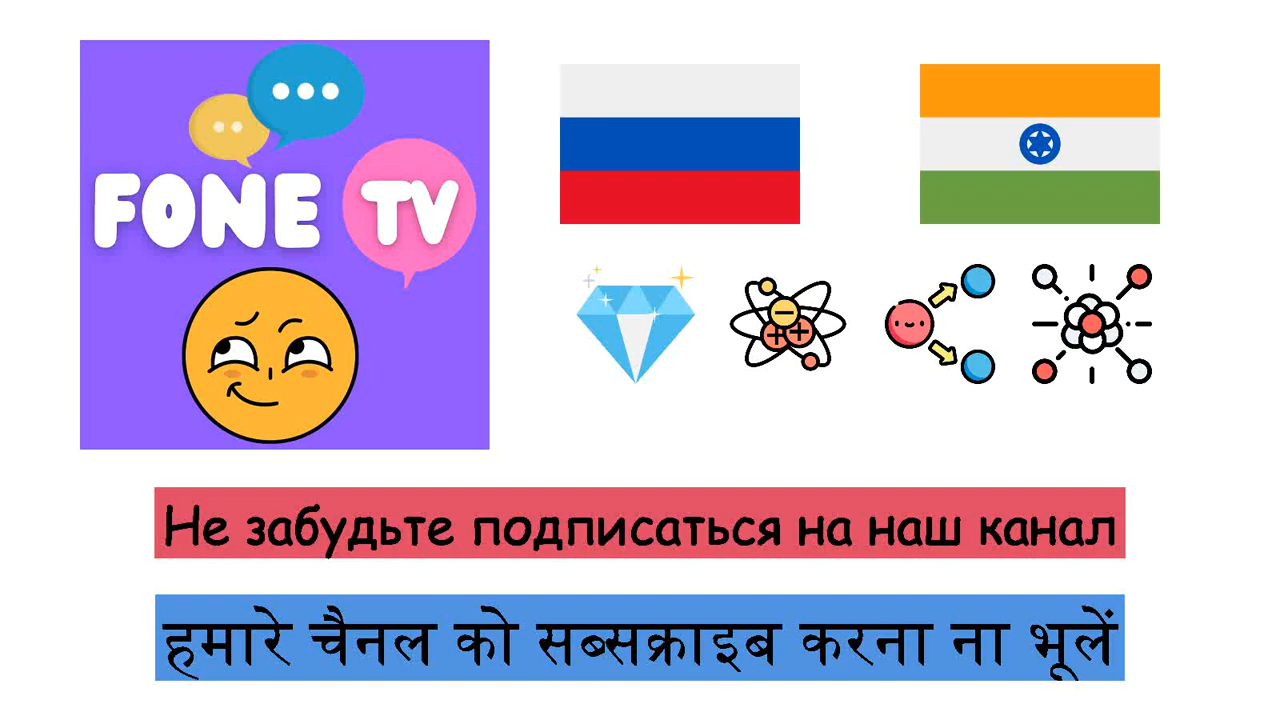 FONE TV
Не забудьте подписаться на наш канал
हमारे चैनल को सब्सक्राइब करना ना भूलें